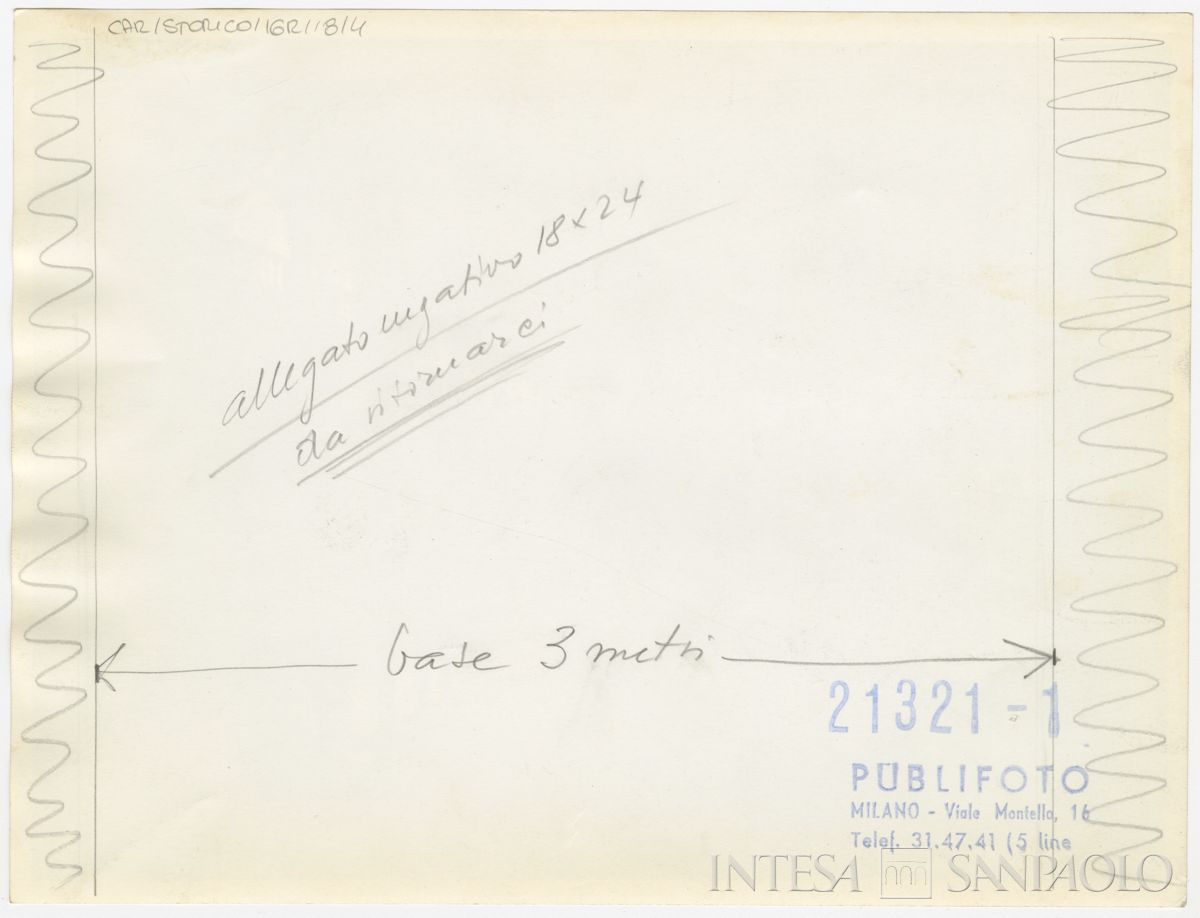 CAR/STORICO/IGR/18/4
allegato negativo 18x24
da ritornarci
base 3 metri
21321-1
PUBLIFOTO
MILANO - Viale Montello, 16
Telef. 31.47.41 (5 line
INTESA SANPAOLO